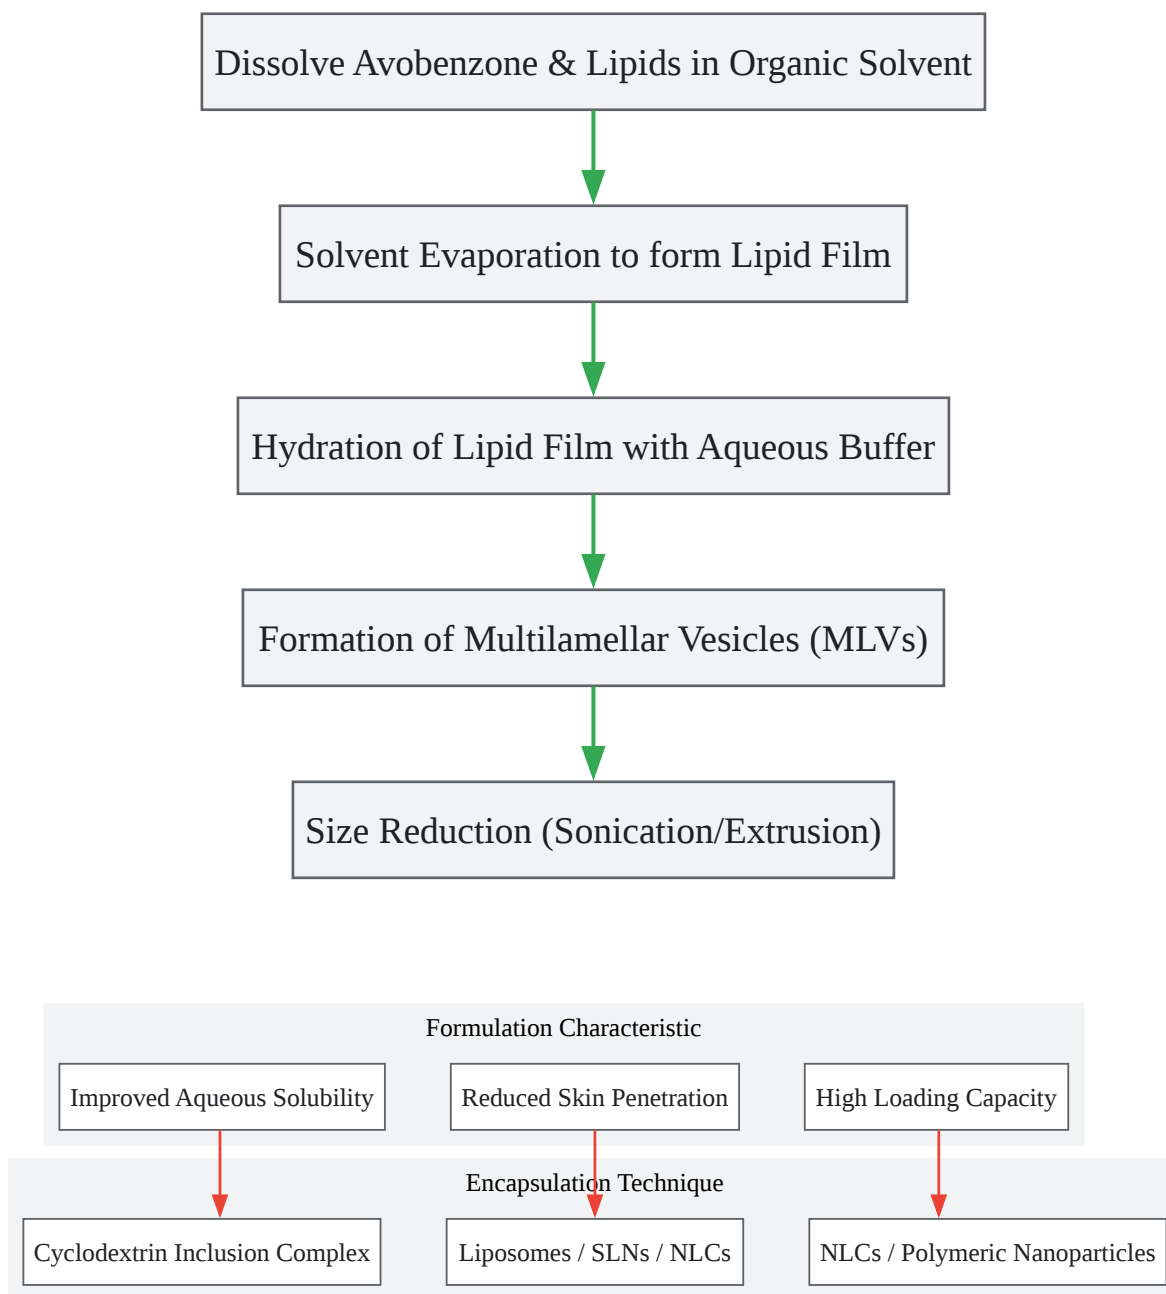 Dissolve Avobenzone & Lipids in Organic Solvent
Solvent Evaporation to form Lipid Film
Hydration of Lipid Film with Aqueous Buffer
Formation of Multilamellar Vesicles (MLVs)
Size Reduction (Sonication/Extrusion)
Formulation Characteristic
Improved Aqueous Solubility
Reduced Skin Penetration
High Loading Capacity
Encapsulation Technique
Cyclodextrin Inclusion Complex
Liposomes / SLNs / NLCs
NLCs / Polymeric Nanoparticles